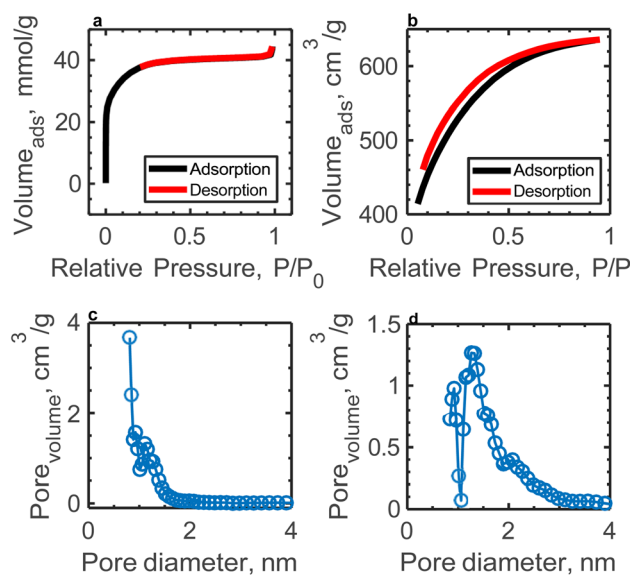 a
Volume_ads, mmol/g
40
20
0
Adsorption
Desorption
0
0.5
1
Relative Pressure, P/P_0
b
Volume_ads, cm^3/g
600
500
400
Adsorption
Desorption
0
0.5
1
Relative Pressure, P/P
c
Pore_volume, cm^3/g
4
2
0
0
2
4
Pore diameter, nm
d
Pore_volume, cm^3/g
1.5
1
0.5
0
0
2
4
Pore diameter, nm